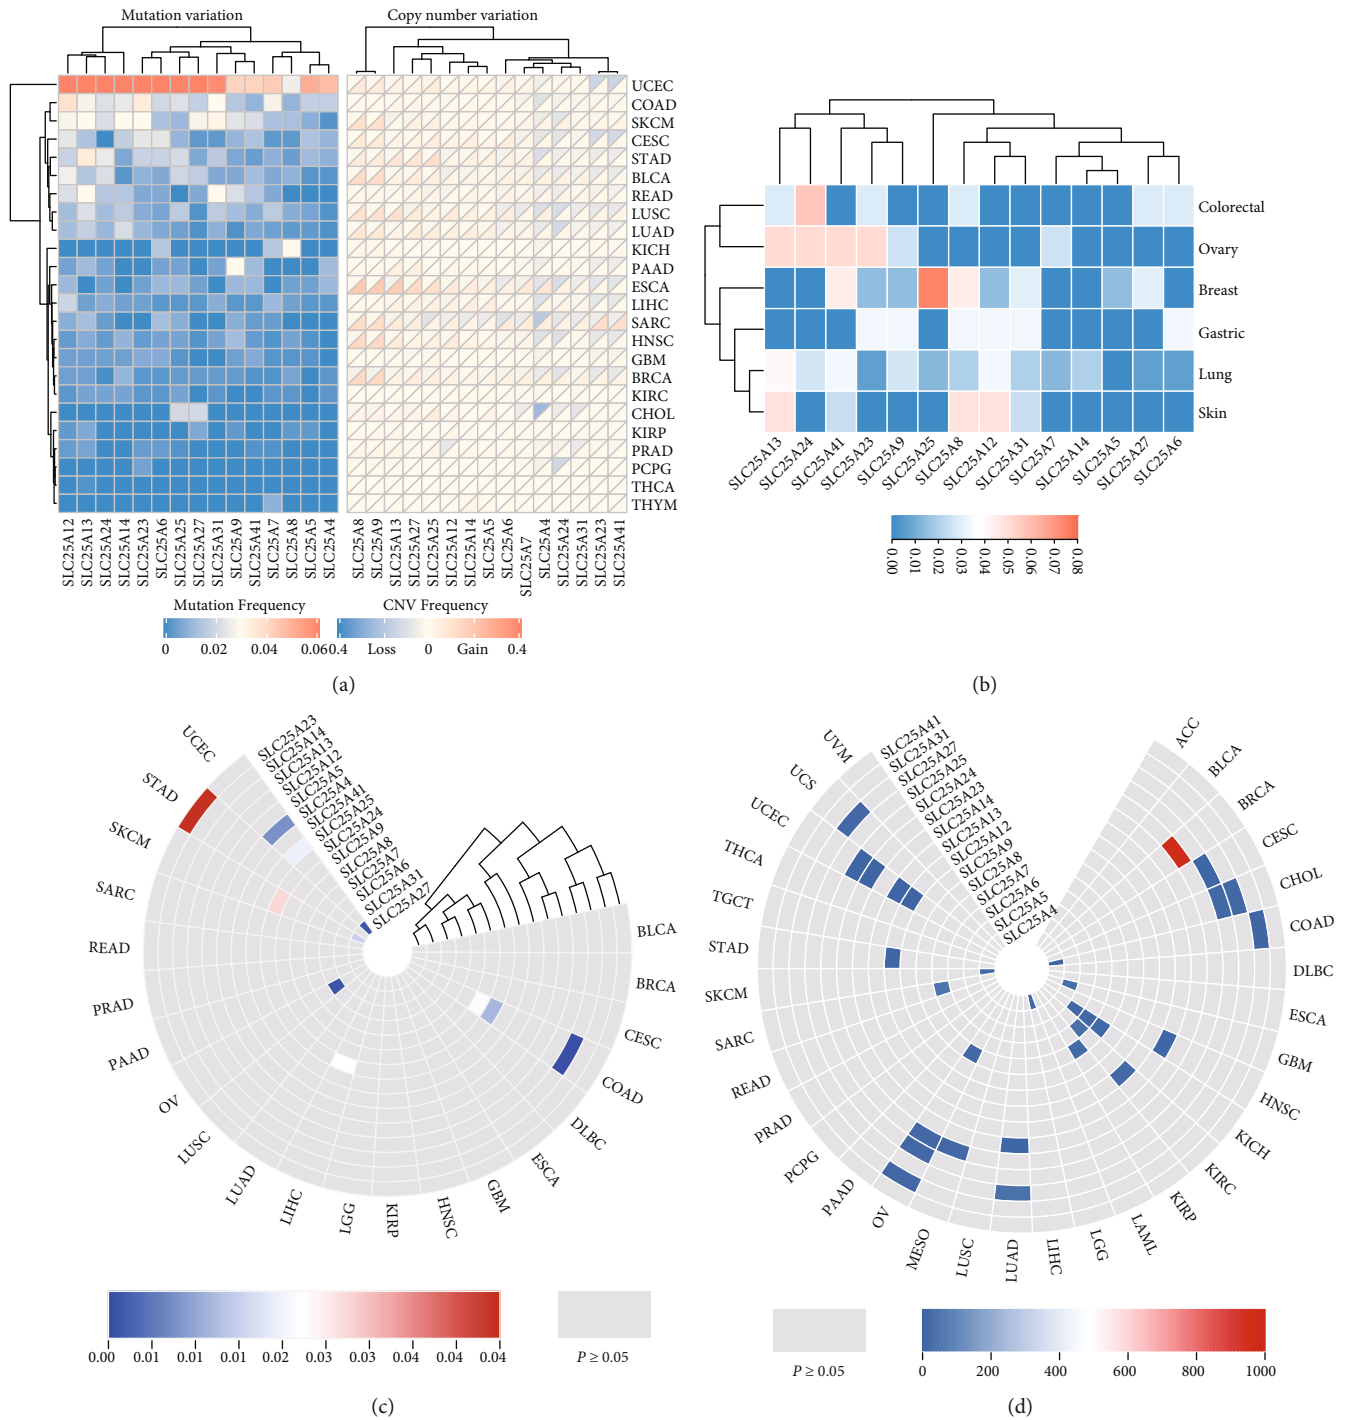 Mutation variation
Copy number variation
UCEC
COAD
SKCM
CESC
STAD
BLCA
READ
LUSC
LUAD
KICH
PAAD
ESCA
LIHC
SARC
HNSC
GBM
BRCA
KIRC
CHOL
KIRP
PRAD
PCPG
THCA
THYM
SLC25A12
SLC25A13
SLC25A24
SLC25A14
SLC25A23
SLC25A6
SLC25A25
SLC25A27
SLC25A31
SLC25A9
SLC25A41
SLC25A7
SLC25A8
SLC25A5
SLC25A4
SLC25A8
SLC25A9
SLC25A13
SLC25A27
SLC25A25
SLC25A12
SLC25A14
SLC25A5
SLC25A6
SLC25A7
SLC25A4
SLC25A24
SLC25A31
SLC25A23
SLC25A41
Mutation Frequency
0 0.02 0.04 0.06
CNV Frequency
0.4 Loss 0 Gain 0.4
(a)
Colorectal
Ovary
Breast
Gastric
Lung
Skin
SLC25A13
SLC25A24
SLC25A41
SLC25A23
SLC25A9
SLC25A25
SLC25A8
SLC25A12
SLC25A31
SLC25A7
SLC25A14
SLC25A5
SLC25A27
SLC25A6
0.00
0.01
0.02
0.03
0.04
0.05
0.06
0.07
0.08
(b)
SLC25A23
SLC25A14
SLC25A13
SLC25A12
SLC25A5
SLC25A4
SLC25A41
SLC25A25
SLC25A24
SLC25A9
SLC25A8
SLC25A7
SLC25A6
SLC25A31
SLC25A27
BLCA
BRCA
CESC
COAD
DLBC
ESCA
GBM
HNSC
KIRP
LGG
LIHC
LUAD
LUSC
OV
PAAD
PRAD
READ
SARC
SKCM
STAD
UCEC
0.00 0.01 0.01 0.01 0.02 0.03 0.03 0.04 0.04 0.04
P ≥ 0.05
(c)
SLC25A41
SLC25A31
SLC25A27
SLC25A25
SLC25A24
SLC25A23
SLC25A14
SLC25A13
SLC25A12
SLC25A9
SLC25A8
SLC25A7
SLC25A6
SLC25A5
SLC25A4
ACC
BLCA
BRCA
CESC
CHOL
COAD
DLBC
ESCA
GBM
HNSC
KICH
KIRC
KIRP
LAML
LGG
LIHC
LUAD
LUSC
MESO
OV
PAAD
PCPG
PRAD
READ
SARC
SKCM
STAD
TGCT
THCA
UCEC
UCS
UVM
P ≥ 0.05
0 200 400 600 800 1000
(d)